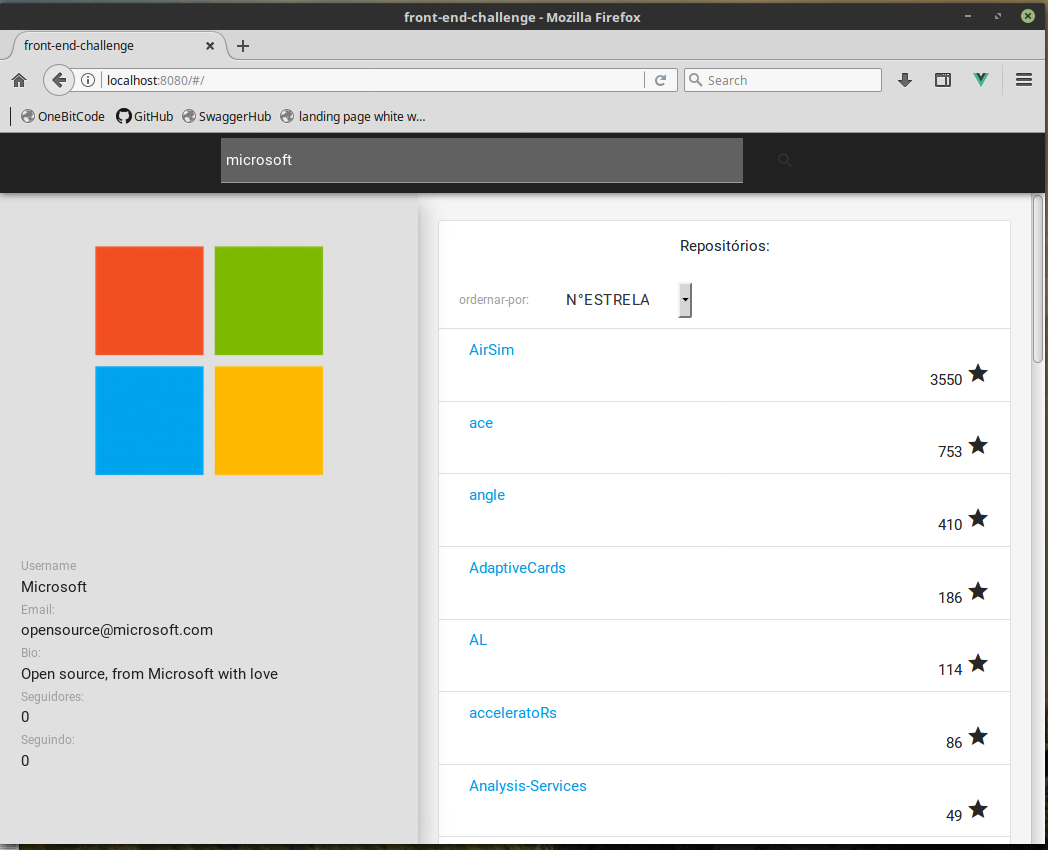 front-end-challenge - Mozilla Firefox
front-end-challenge
localhost:8080/#/
Search
OneBitCode GitHub SwaggerHub landing page white w...
microsoft
Repositórios:
ordernar-por: N°ESTRELA
AirSim
3550
ace
753
angle
410
AdaptiveCards
186
AL
114
acceleratoRs
86
Analysis-Services
49
Username
Microsoft
Email:
opensource@microsoft.com
Bio:
Open source, from Microsoft with love
Seguidores:
0
Seguindo:
0